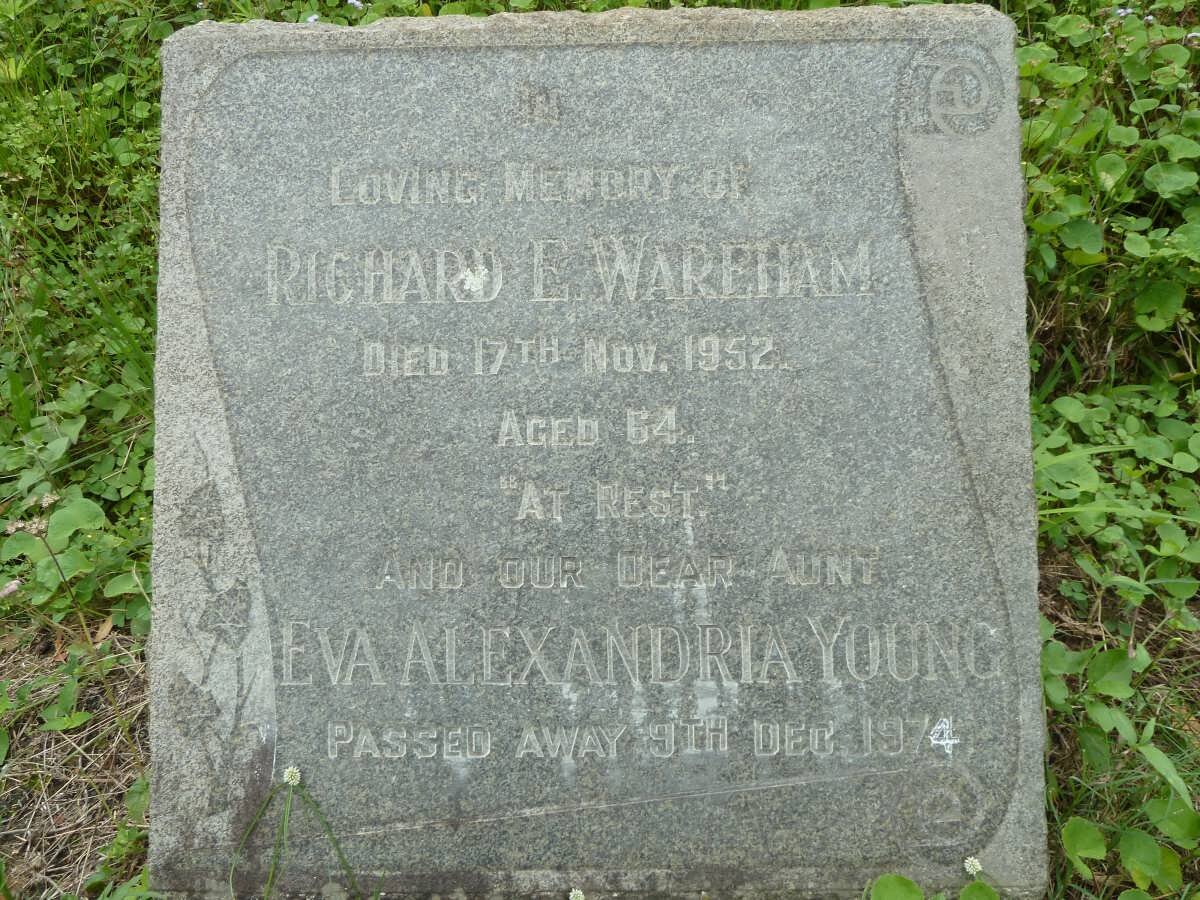 IN
LOVING MEMORY OF
RICHARD E. WAREHAM
DIED 17TH NOV. 1952.
AGED 64.
"AT REST."
AND OUR DEAR AUNT
EVA ALEXANDRIA YOUNG
PASSED AWAY 9TH DEC. 1974